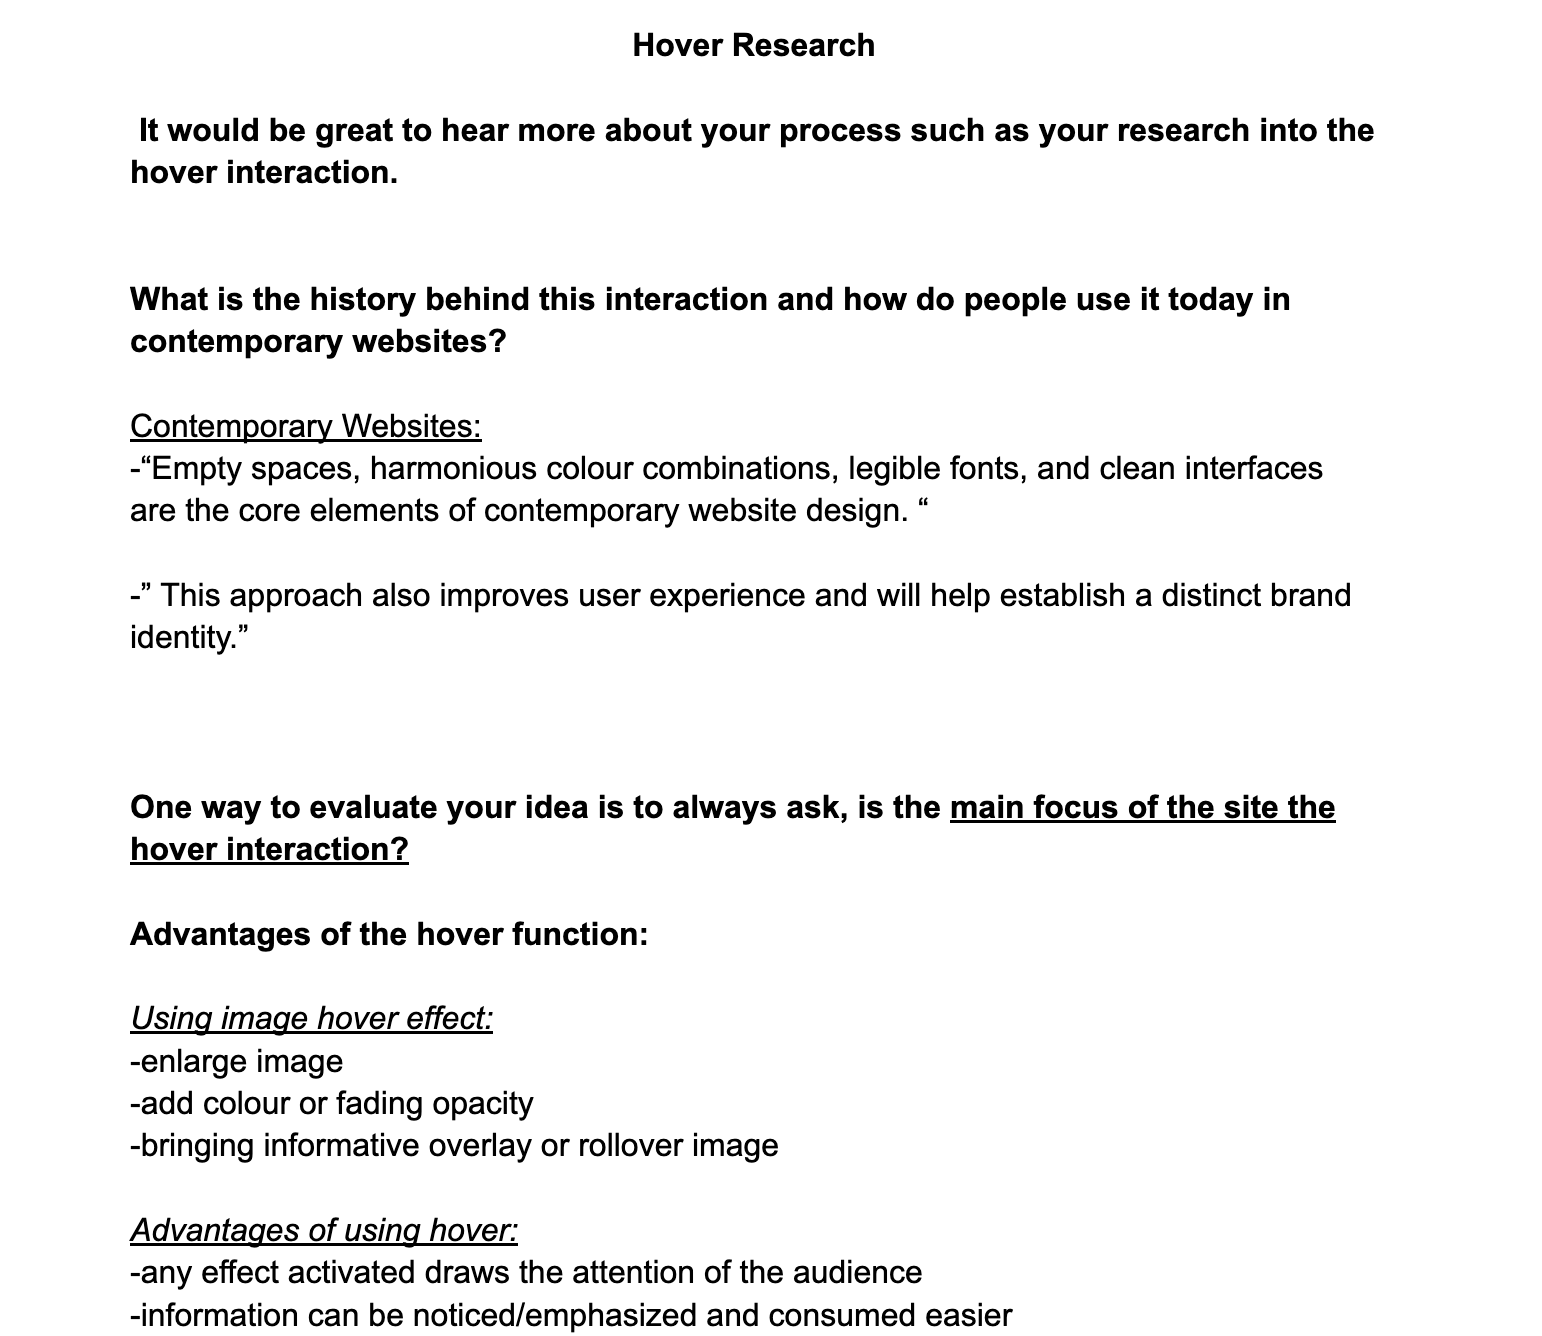 Hover Research
It would be great to hear more about your process such as your research into the
hover interaction.
What is the history behind this interaction and how do people use it today in
contemporary websites?
Contemporary Websites:
-“Empty spaces, harmonious colour combinations, legible fonts, and clean interfaces
are the core elements of contemporary website design. “
-” This approach also improves user experience and will help establish a distinct brand
identity.”
One way to evaluate your idea is to always ask, is the main focus of the site the
hover interaction?
Advantages of the hover function:
Using image hover effect:
-enlarge image
-add colour or fading opacity
-bringing informative overlay or rollover image
Advantages of using hover:
-any effect activated draws the attention of the audience
-information can be noticed/emphasized and consumed easier